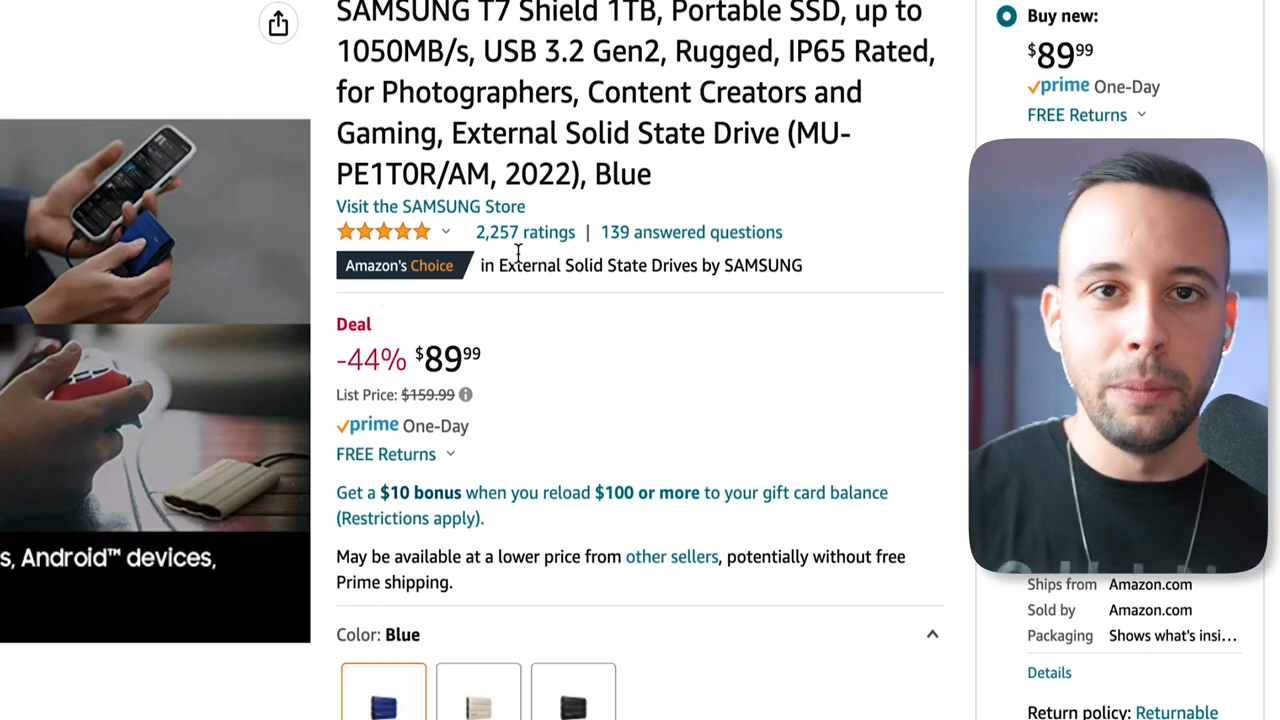 SAMSUNG T7 Shield 1TB, Portable SSD, up to
1050MB/s, USB 3.2 Gen2, Rugged, IP65 Rated,
for Photographers, Content Creators and
Gaming, External Solid State Drive (MU-
PE1T0R/AM, 2022), Blue
Visit the SAMSUNG Store
2,257 ratings | 139 answered questions
Amazon's Choice in External Solid State Drives by SAMSUNG
Deal
-44% $89 99
List Price: $159.99
prime One-Day
FREE Returns
Get a $10 bonus when you reload $100 or more to your gift card balance
(Restrictions apply).
May be available at a lower price from other sellers, potentially without free
Prime shipping.
Color: Blue
s, Android™ devices,
Buy new:
$89 99
prime One-Day
FREE Returns
Ships from Amazon.com
Sold by Amazon.com
Packaging Shows what's insi...
Details
Return policy: Returnable